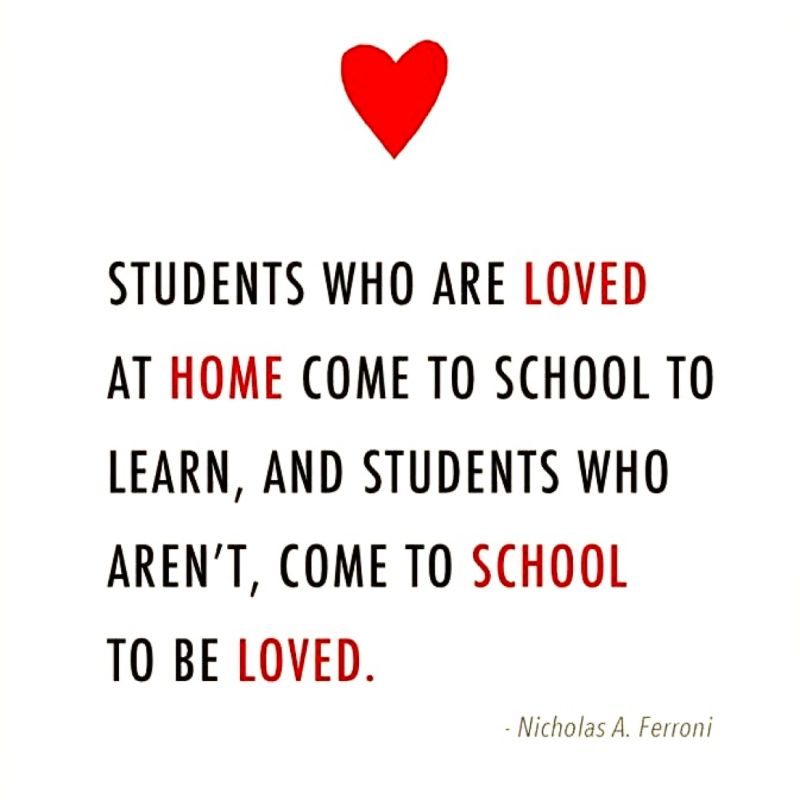 STUDENTS WHO ARE LOVED
AT HOME COME TO SCHOOL TO
LEARN, AND STUDENTS WHO
AREN’T, COME TO SCHOOL
TO BE LOVED.
- Nicholas A. Ferroni